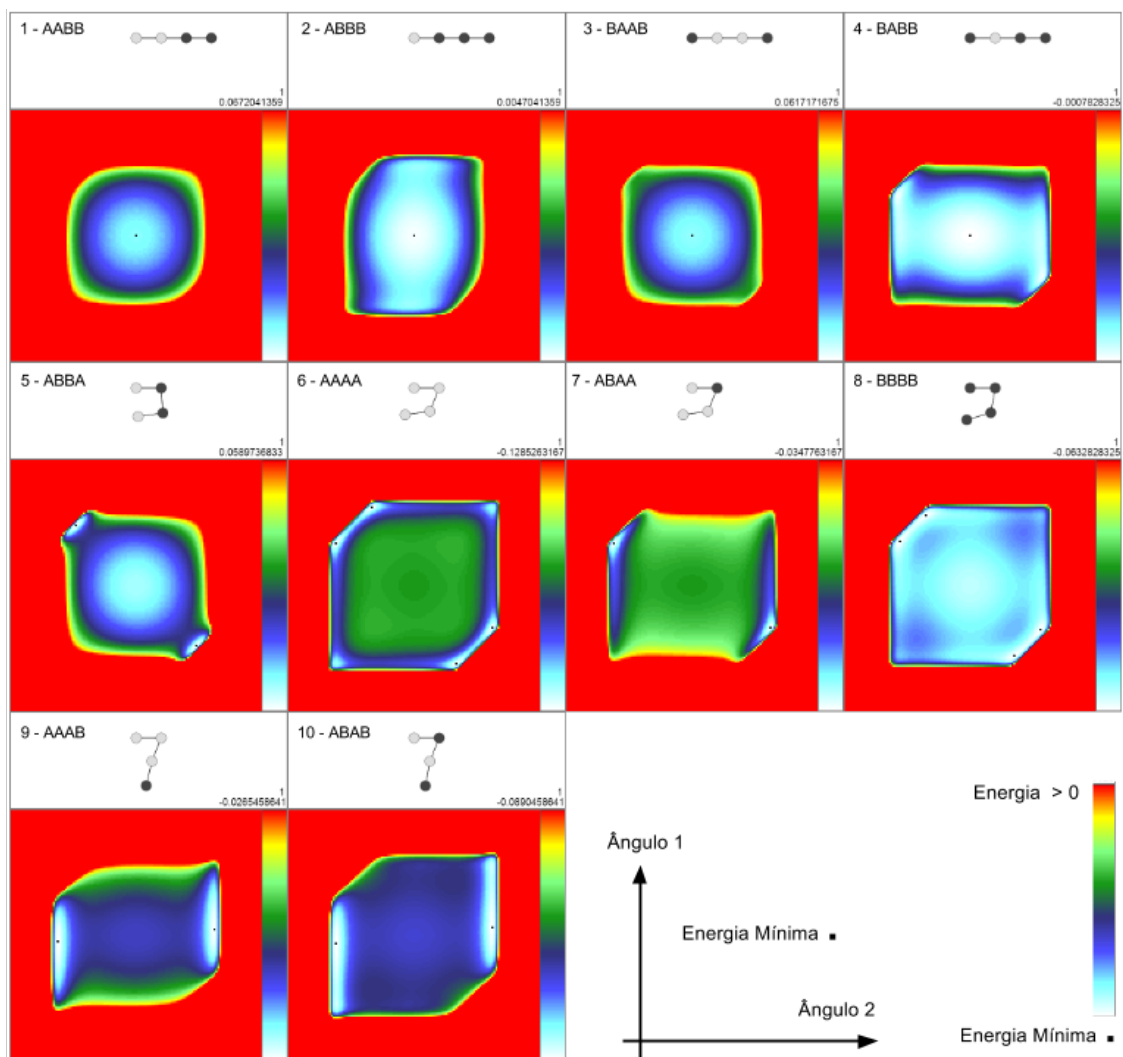 1 - AABB
1
0.0672041359
2 - ABBB
1
0.0047041359
3 - BAAB
1
0.0617171675
4 - BABB
1
-0.0007828325
5 - ABBA
1
0.0589736833
6 - AAAA
1
-0.1285263167
7 - ABAA
1
-0.0347763167
8 - BBBB
1
-0.0632828325
9 - AAAB
1
-0.0265458641
10 - ABAB
1
-0.0890458641
Energia > 0
Ângulo 1
Energia Mínima
Ângulo 2
Energia Mínima